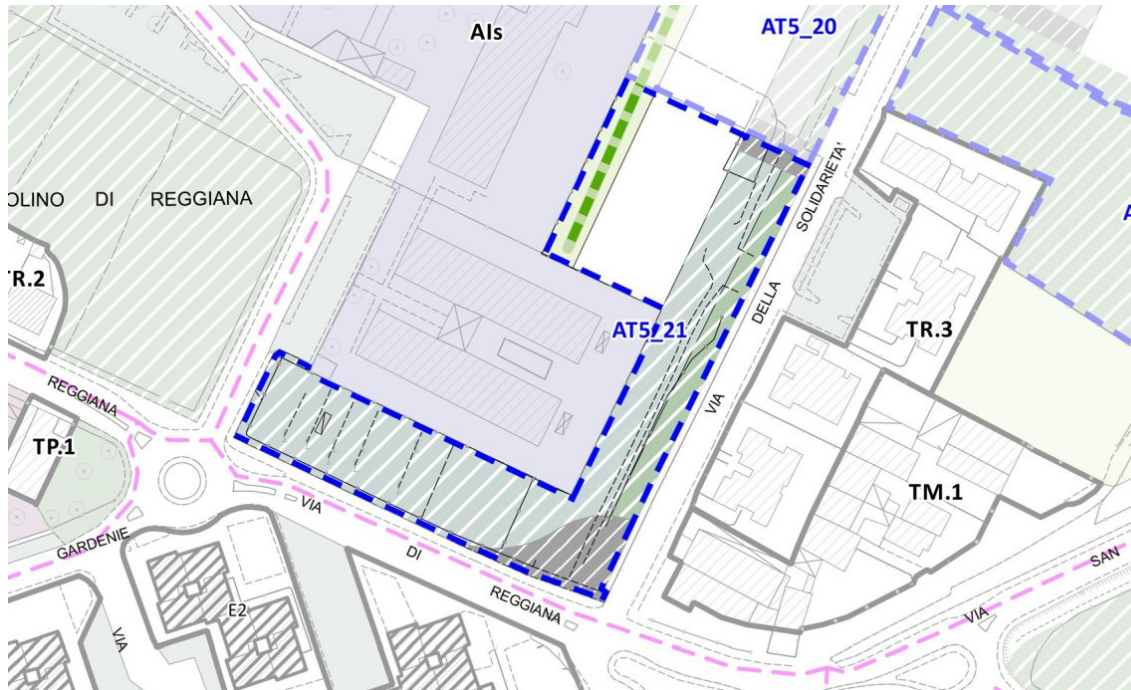 AIs
AT5_20
SOLIDARIETA'
OLINO DI REGGIANA
TR.2
AT5_21
DELLA
TR.3
REGGIANA
VIA
TP.1
TM.1
VIA
GARDENIE
DI
SAN
REGGIANA
VIA
E2
VIA